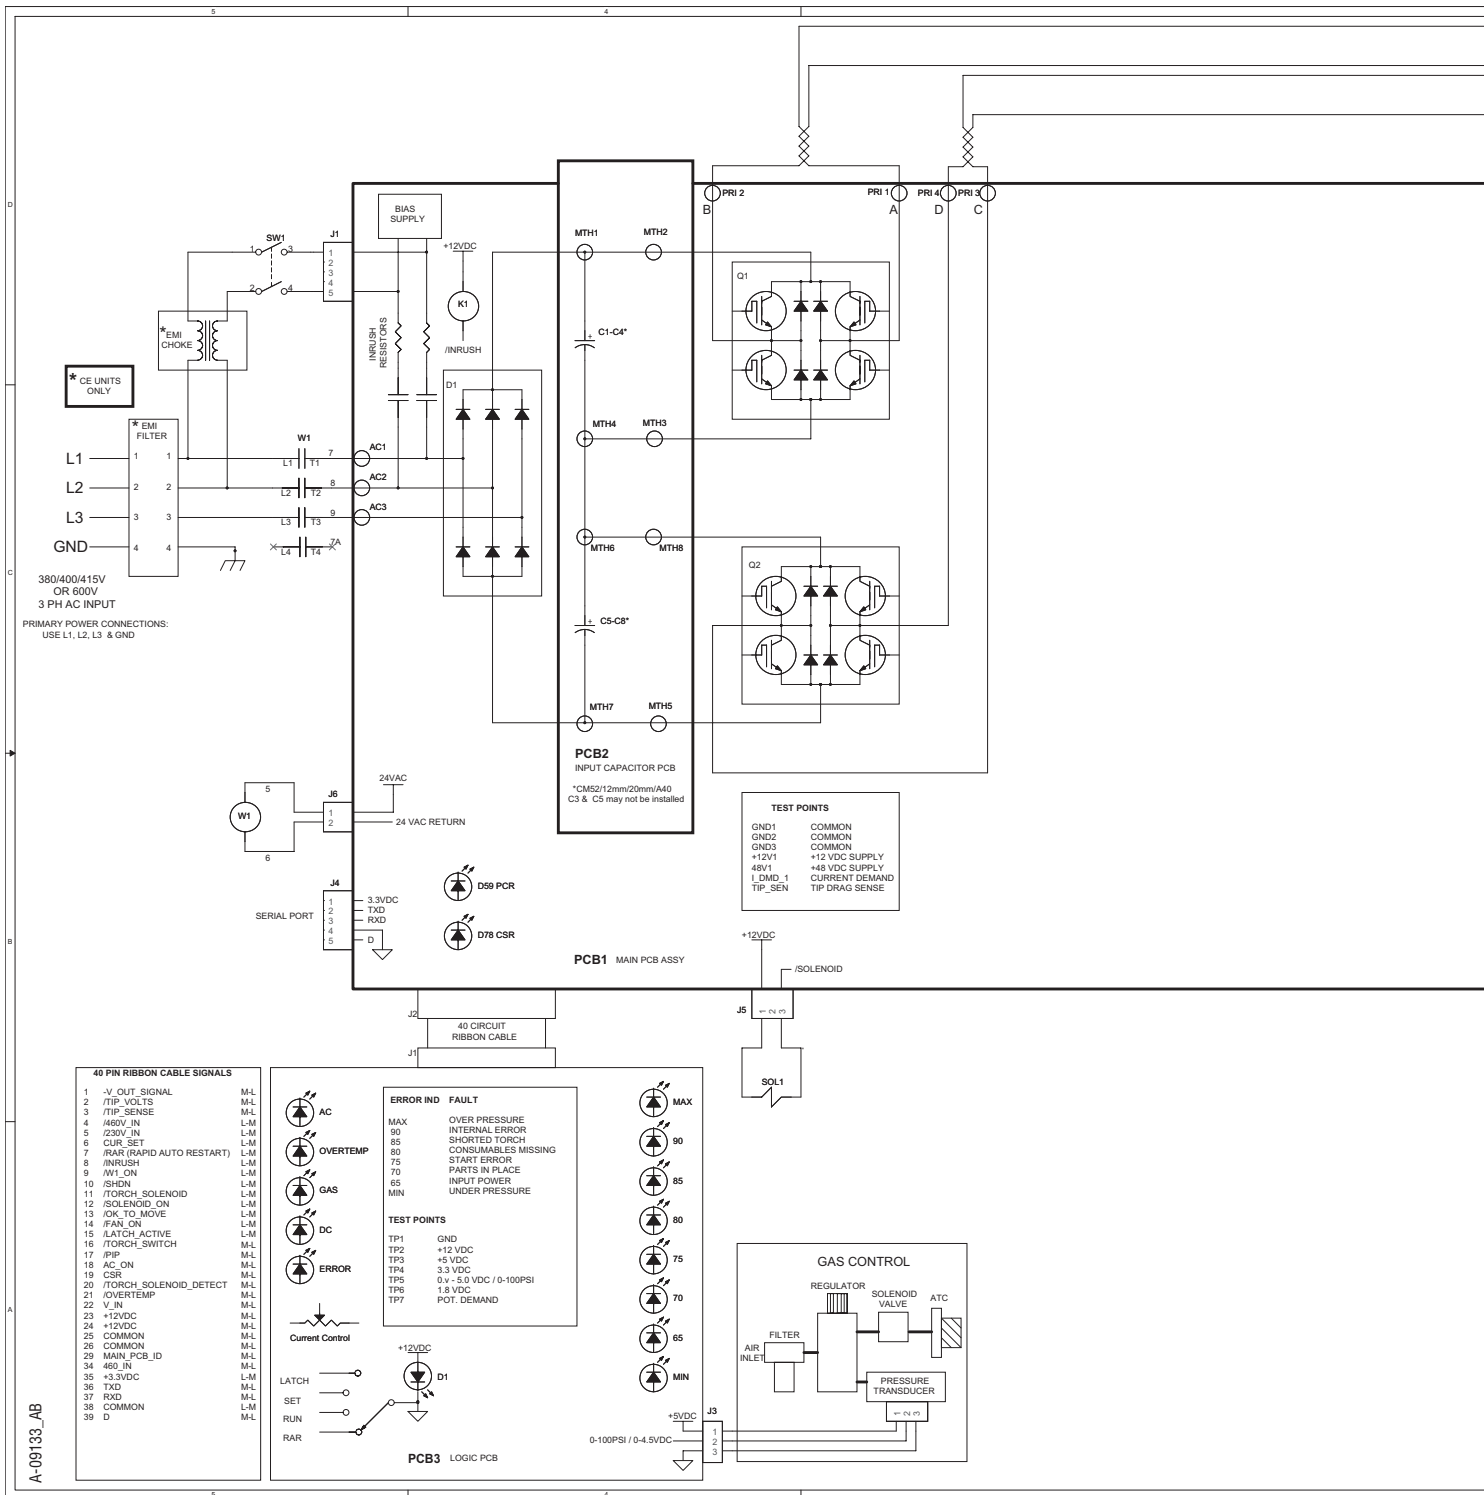 5
4
D
C
B
A
BIAS
SUPPLY
SW1
1
3
2
4
J1
1
2
3
4
5
+12VDC
K1
/INRUSH
INRUSH
RESISTORS
*EMI
CHOKE
* CE UNITS
ONLY
* EMI
FILTER
L1
L2
L3
GND
1 1
2 2
3 3
4 4
W1
L1 T1 7
L2 T2 8
L3 T3 9
L4 T4 7A
AC1
AC2
AC3
D1
380/400/415V
OR 600V
3 PH AC INPUT
PRIMARY POWER CONNECTIONS:
USE L1, L2, L3 & GND
MTH1
MTH2
C1-C4*
+
MTH4
MTH3
MTH6
MTH8
C5-C8*
+
MTH7
MTH5
PCB2
INPUT CAPACITOR PCB
*CM52/12mm/20mm/A40
C3 & C5 may not be installed
PRI 2
B
PRI 1
A
PRI 4
D
PRI 3
C
Q1
Q2
TEST POINTS
GND1 COMMON
GND2 COMMON
GND3 COMMON
+12V1 +12 VDC SUPPLY
48V1 +48 VDC SUPPLY
I_DMD_1 CURRENT DEMAND
TIP_SEN TIP DRAG SENSE
W1
5
6
J6
1
2
24VAC
24 VAC RETURN
J4
SERIAL PORT
1 3.3VDC
2 TXD
3 RXD
4
5 D
D59 PCR
D78 CSR
PCB1 MAIN PCB ASSY
+12VDC
/SOLENOID
J5
1 2 3
SOL1
J2
40 CIRCUIT
RIBBON CABLE
J1
40 PIN RIBBON CABLE SIGNALS
1 -V_OUT_SIGNAL M-L
2 /TIP_VOLTS M-L
3 /TIP_SENSE M-L
4 /460V_IN L-M
5 /230V_IN L-M
6 CUR_SET L-M
7 /RAR (RAPID AUTO RESTART) L-M
8 /INRUSH L-M
9 /W1_ON L-M
10 /SHDN L-M
11 /TORCH_SOLENOID L-M
12 /SOLENOID_ON L-M
13 /OK_TO_MOVE L-M
14 /FAN_ON L-M
15 /LATCH_ACTIVE L-M
16 /TORCH_SWITCH M-L
17 /PIP M-L
18 AC_ON M-L
19 CSR M-L
20 /TORCH_SOLENOID_DETECT M-L
21 /OVERTEMP M-L
22 V_IN M-L
23 +12VDC M-L
24 +12VDC M-L
25 COMMON M-L
26 COMMON M-L
29 MAIN_PCB_ID M-L
34 460_IN M-L
35 +3.3VDC L-M
36 TXD M-L
37 RXD M-L
38 COMMON L-M
39 D M-L
AC
OVERTEMP
GAS
DC
ERROR
Current Control
ERROR IND FAULT
MAX OVER PRESSURE
90 INTERNAL ERROR
85 SHORTED TORCH
80 CONSUMABLES MISSING
75 START ERROR
70 PARTS IN PLACE
65 INPUT POWER
MIN UNDER PRESSURE
TEST POINTS
TP1 GND
TP2 +12 VDC
TP3 +5 VDC
TP4 3.3 VDC
TP5 0.v - 5.0 VDC / 0-100PSI
TP6 1.8 VDC
TP7 POT. DEMAND
MAX
90
85
80
75
70
65
MIN
+12VDC
D1
LATCH
SET
RUN
RAR
PCB3 LOGIC PCB
+5VDC
0-100PSI / 0-4.5VDC
J3
1
2
3
GAS CONTROL
REGULATOR
SOLENOID
VALVE
ATC
FILTER
AIR
INLET
PRESSURE
TRANSDUCER
1 2 3
A-09133_AB
5
4